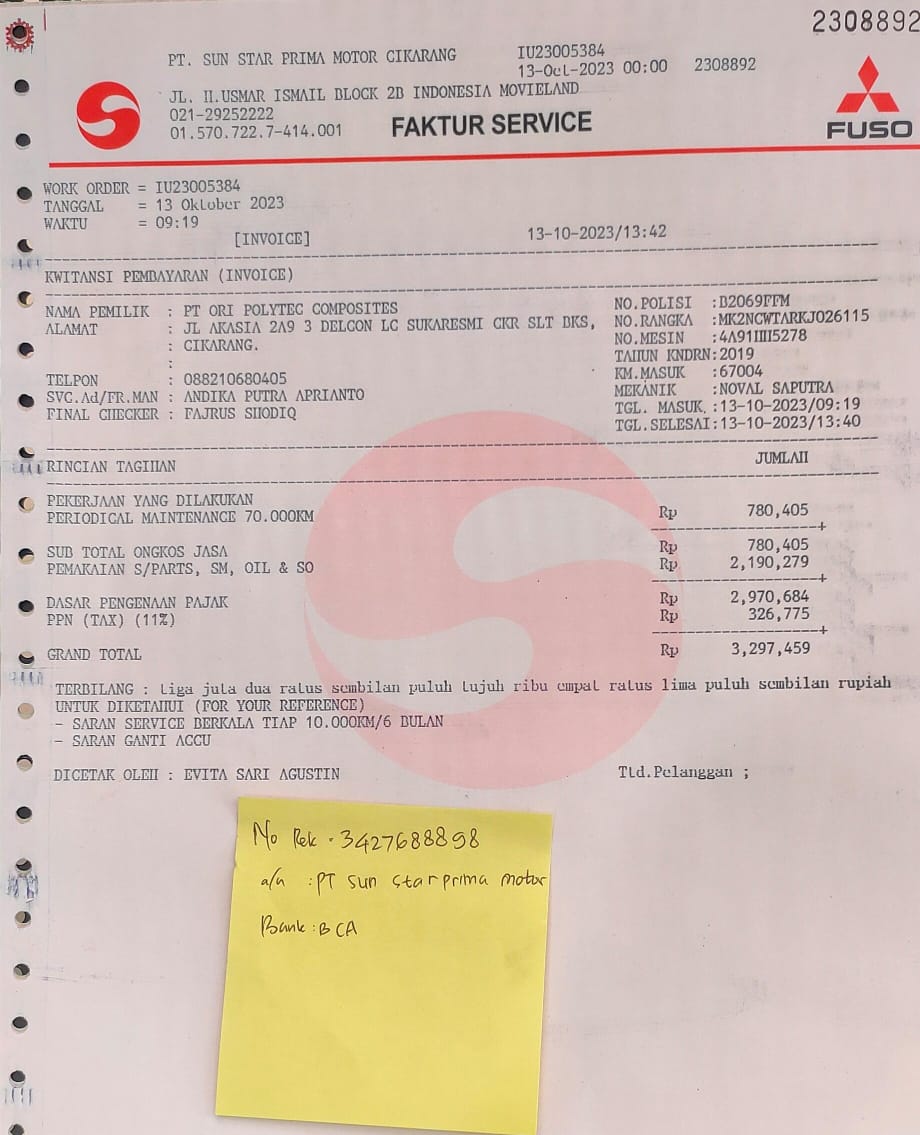 2308892
PT. SUN STAR PRIMA MOTOR CIKARANG
IU23005384
13-Oct-2023 00:00 2308892
JL. H.USMAR ISMAIL BLOCK 2B INDONESIA MOVIELAND
021-29252222
01.570.722.7-414.001
FAKTUR SERVICE
FUSO
WORK ORDER = IU23005384
TANGGAL = 13 Oktober 2023
WAKTU = 09:19
[INVOICE] 13-10-2023/13:42
KWITANSI PEMBAYARAN (INVOICE)
NAMA PEMILIK : PT ORI POLYTEC COMPOSITES
ALAMAT : JL AKASIA 2A9 3 DELCON LC SUKARESMI CKR SLT BKS,
: CIKARANG.
:
TELPON : 088210680405
SVC.Ad/FR.MAN : ANDIKA PUTRA APRIANTO
FINAL CHECKER : FAJRUS SHODIQ
NO.POLISI :B2069FFM
NO.RANGKA :MK2NCWTARKJ026115
NO.MESIN :4A91HH5278
TAHUN KNDRN:2019
KM.MASUK :67004
MEKANIK :NOVAL SAPUTRA
TGL. MASUK.:13-10-2023/09:19
TGL.SELESAI:13-10-2023/13:40
RINCIAN TAGIHAN JUMLAH
PEKERJAAN YANG DILAKUKAN
PERIODICAL MAINTENANCE 70.000KM Rp 780,405
SUB TOTAL ONGKOS JASA Rp 780,405
PEMAKAIAN S/PARTS, SM, OIL & SO Rp 2,190,279
DASAR PENGENAAN PAJAK Rp 2,970,684
PPN (TAX) (11%) Rp 326,775
GRAND TOTAL Rp 3,297,459
TERBILANG : tiga juta dua ratus sembilan puluh tujuh ribu empat ratus lima puluh sembilan rupiah
UNTUK DIKETAHUI (FOR YOUR REFERENCE)
- SARAN SERVICE BERKALA TIAP 10.000KM/6 BULAN
- SARAN GANTI ACCU
DICETAK OLEH : EVITA SARI AGUSTIN Ttd.Pelanggan ;
No Rek . 3427688898
a/n : PT sun star prima motor
Bank : BCA